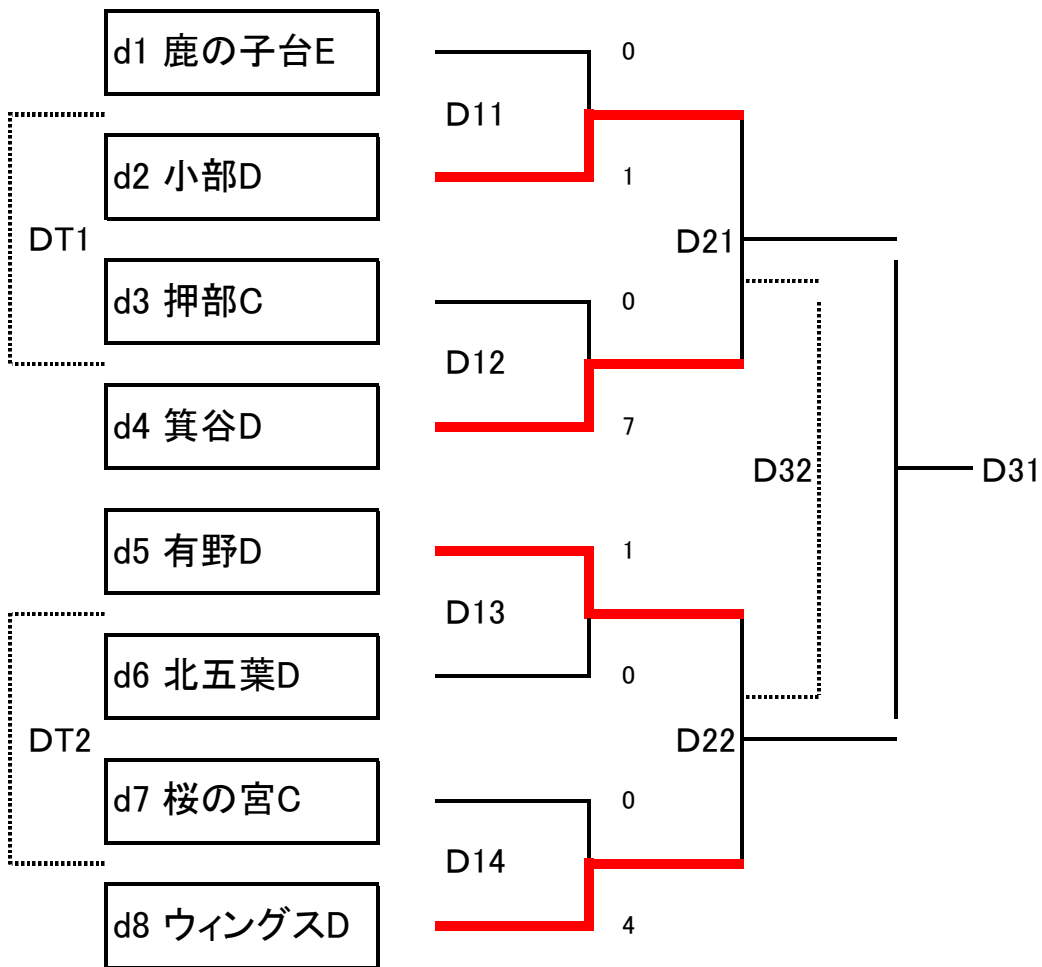 d1 鹿の子台E
0
D11
d2 小部D
1
DT1
D21
d3 押部C
0
D12
d4 箕谷D
7
D32
D31
d5 有野D
1
D13
d6 北五葉D
0
DT2
D22
d7 桜の宮C
0
D14
d8 ウィングスD
4